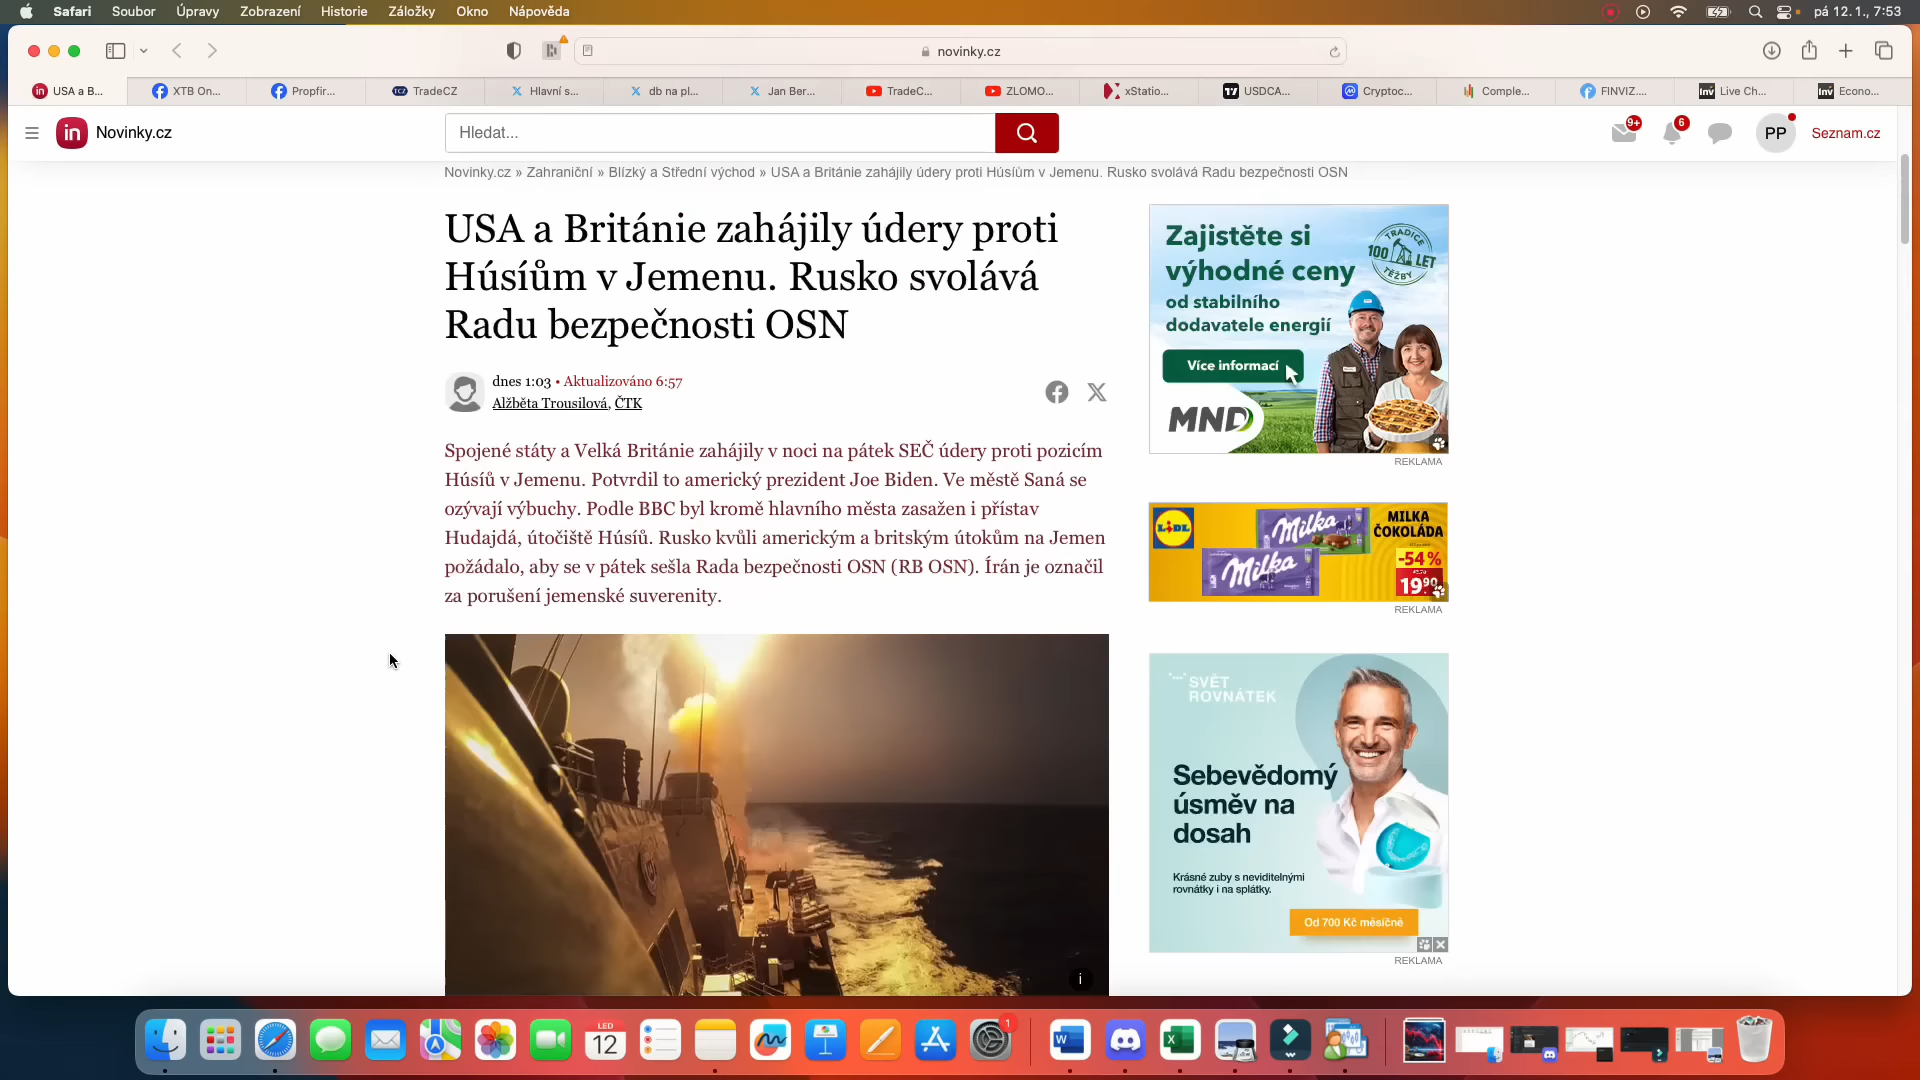 Safari Soubor Úpravy Zobrazení Historie Záložky Okno Nápověda
pá 12. 1., 7:53
novinky.cz
USA a B... XTB On... Propfir... TradeCZ Hlavní s... db na pl... Jan Ber... TradeC... ZLOMO... xStatio... USDCA... Cryptoc... Comple... FINVIZ.... Live Ch... Econo...
in Novinky.cz
Hledat...
9+ 6 PP Seznam.cz
Novinky.cz » Zahraniční » Blízký a Střední východ » USA a Británie zahájily údery proti Húsíům v Jemenu. Rusko svolává Radu bezpečnosti OSN
USA a Británie zahájily údery proti
Húsíům v Jemenu. Rusko svolává
Radu bezpečnosti OSN
dnes 1:03 • Aktualizováno 6:57
Alžběta Trousilová, ČTK
Spojené státy a Velká Británie zahájily v noci na pátek SEČ údery proti pozicím
Húsíů v Jemenu. Potvrdil to americký prezident Joe Biden. Ve městě Saná se
ozývají výbuchy. Podle BBC byl kromě hlavního města zasažen i přístav
Hudajdá, útočiště Húsíů. Rusko kvůli americkým a britským útokům na Jemen
požádalo, aby se v pátek sešla Rada bezpečnosti OSN (RB OSN). Írán je označil
za porušení jemenské suverenity.
Zajistěte si
výhodné ceny
od stabilního
dodavatele energií
Více informací
MND
TRADICE
100 LET
TĚŽBY
REKLAMA
LIDL
Milka
Milka
MILKA
ČOKOLÁDA
-54 %
19⁹⁰
REKLAMA
SVĚT
ROVNÁTEK
Sebevědomý
úsměv na
dosah
Krásné zuby s neviditelnými
rovnátky i na splátky.
Od 700 Kč měsíčně
REKLAMA
i
LED
12
1